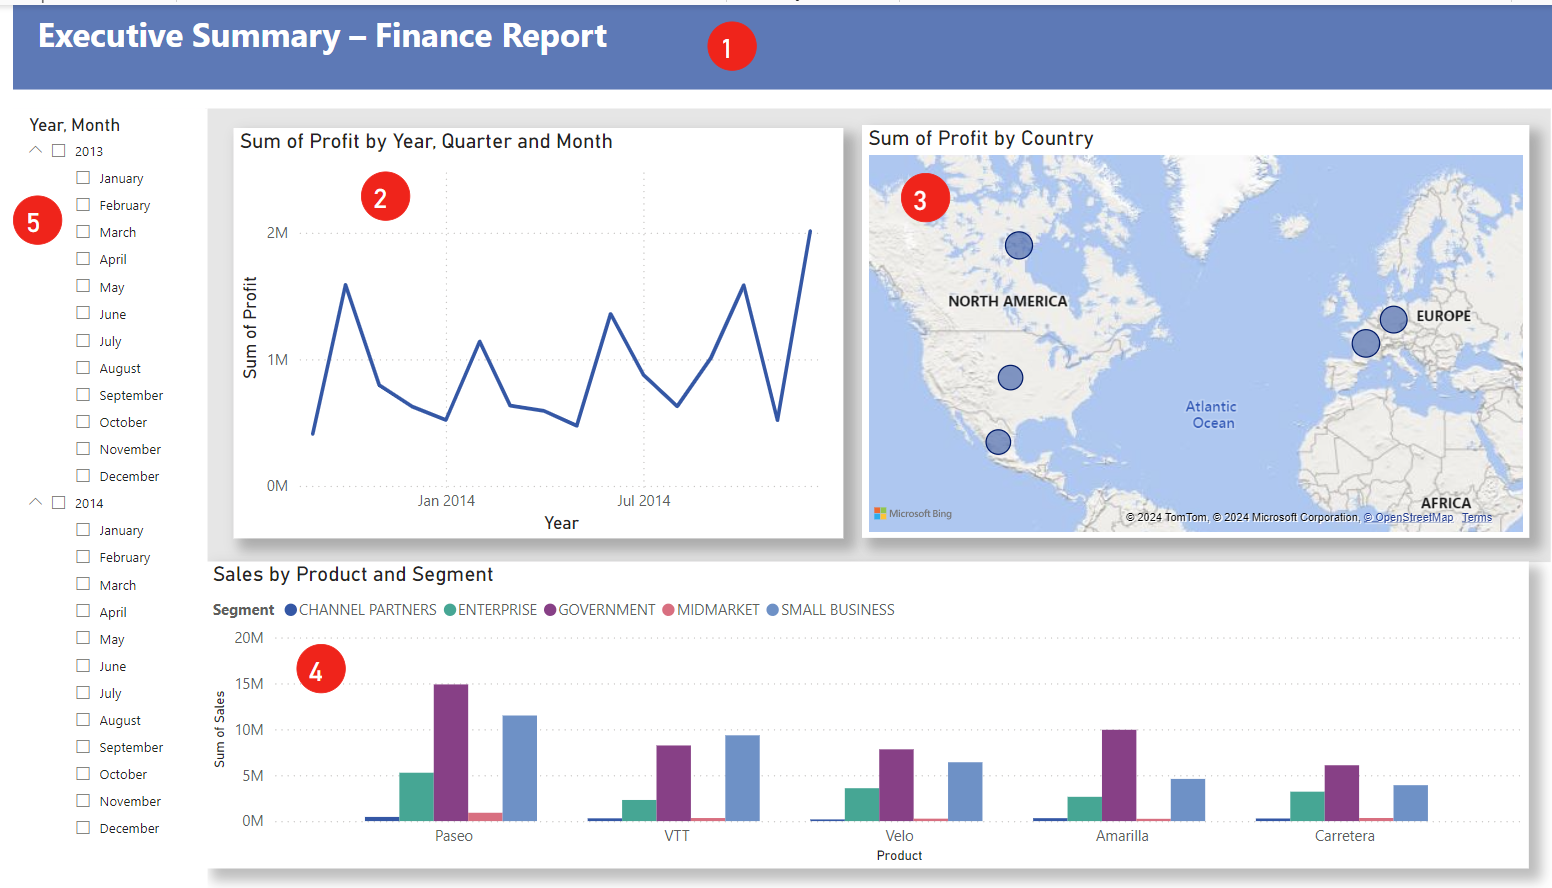 Executive Summary – Finance Report
1
Year, Month
2013
January
February
March
April
May
June
July
August
September
October
November
December
2014
January
February
March
April
May
June
July
August
September
October
November
December
5
Sum of Profit by Year, Quarter and Month
2
2M
1M
0M
Sum of Profit
Jan 2014
Jul 2014
Year
Sum of Profit by Country
3
NORTH AMERICA
EUROPE
Atlantic
Ocean
AFRICA
Microsoft Bing
© 2024 TomTom, © 2024 Microsoft Corporation, © OpenStreetMap Terms
Sales by Product and Segment
Segment CHANNEL PARTNERS ENTERPRISE GOVERNMENT MIDMARKET SMALL BUSINESS
4
20M
15M
10M
5M
0M
Sum of Sales
Paseo
VTT
Velo
Amarilla
Carretera
Product